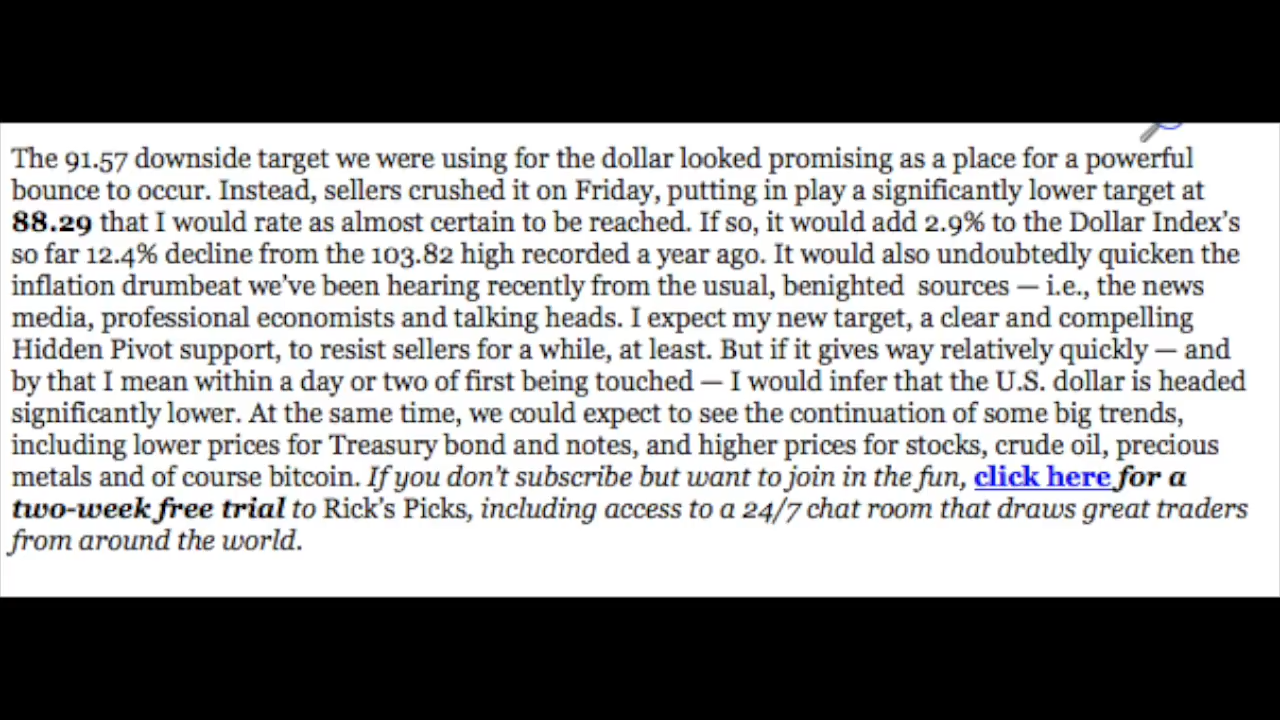 The 91.57 downside target we were using for the dollar looked promising as a place for a powerful
bounce to occur. Instead, sellers crushed it on Friday, putting in play a significantly lower target at
88.29 that I would rate as almost certain to be reached. If so, it would add 2.9% to the Dollar Index's
so far 12.4% decline from the 103.82 high recorded a year ago. It would also undoubtedly quicken the
inflation drumbeat we've been hearing recently from the usual, benighted  sources — i.e., the news
media, professional economists and talking heads. I expect my new target, a clear and compelling
Hidden Pivot support, to resist sellers for a while, at least. But if it gives way relatively quickly — and
by that I mean within a day or two of first being touched — I would infer that the U.S. dollar is headed
significantly lower. At the same time, we could expect to see the continuation of some big trends,
including lower prices for Treasury bond and notes, and higher prices for stocks, crude oil, precious
metals and of course bitcoin. If you don't subscribe but want to join in the fun, click here for a
two-week free trial to Rick's Picks, including access to a 24/7 chat room that draws great traders
from around the world.